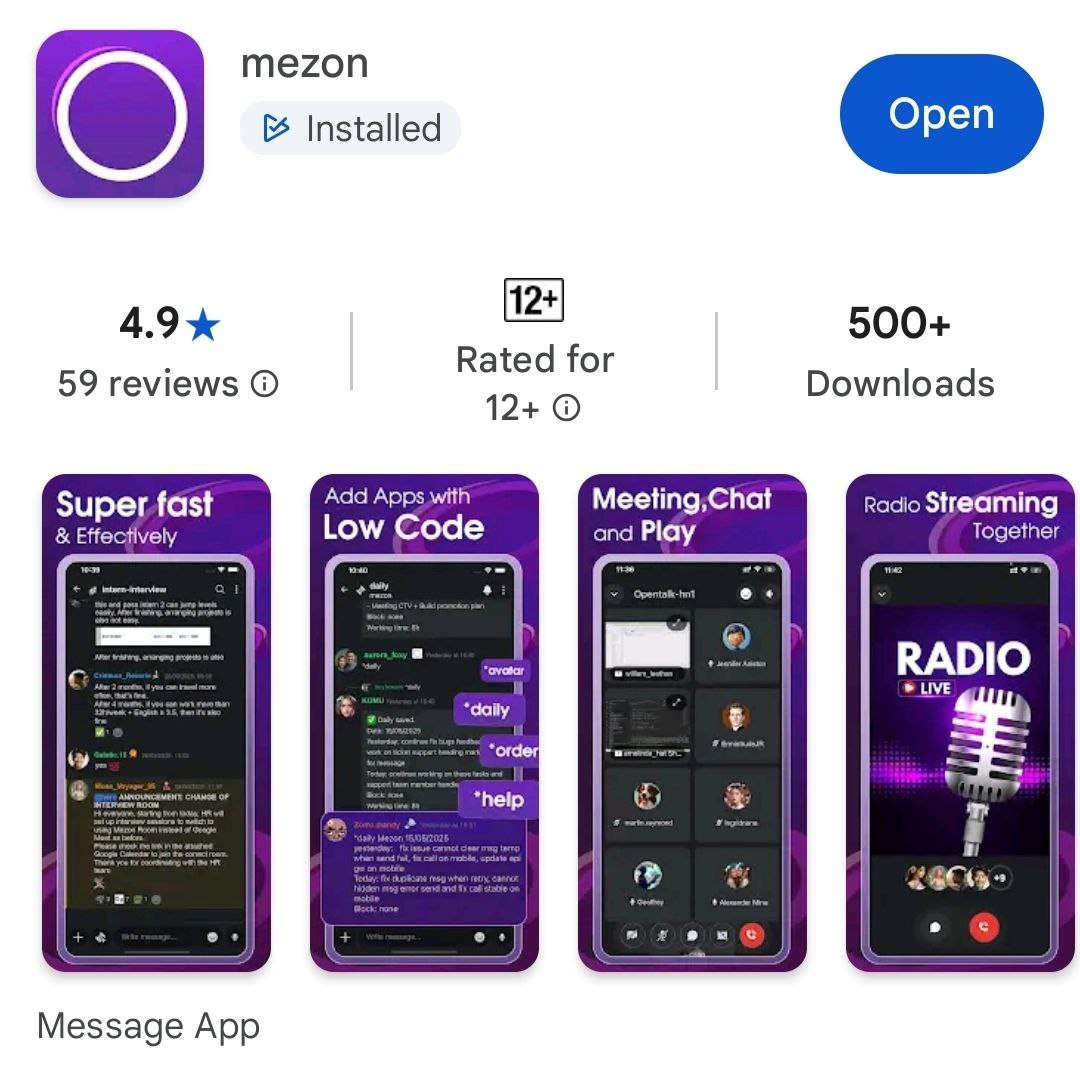 mezon
Installed
Open
4.9★
59 reviews
12+
Rated for
12+
500+
Downloads
Super fast
& Effectively
10:39
intern-interview
this and pass intern 2 can jump levels
easily. After finishing, arranging projects is
also not easy.
After finishing, arranging projects is also
After 2 months, if you can travel more
often, that's fine.
After 4 months, if you can work more than
32h/week + English ≥ 3.5, then it's also
fine
yes
ANNOUNCEMENT: CHANGE OF
INTERVIEW ROOM
Hi everyone, starting from today, HR will
set up interview sessions to switch to
using Mezon Room instead of Google
Meet as before.
Please check the link in the attached
Google Calendar to join the correct room.
Thank you for coordinating with the HR
team
Write message...
Add Apps with
Low Code
10:40
daily
mezon
- Meeting CTV + Build promotion plan
Block: none
Working time: 8h
aurora_foxy
*daily
*avatar
KOMU
*daily
Daily saved.
Yesterday: continue fix bugs feedback
work on ticket support heading mark
for message
*order
Today: continue working on these tasks and
support team member handle
Block: none
Working time: 8h
*help
*daily Mezon 15/05/2025
yesterday: fix issue cannot clear msg temp
when send fail, fix call on mobile, update api
ge on mobile
Today: fix duplicate msg when retry, cannot
hidden msg error send and fix call stable on
mobile
Block: none
Write message...
Meeting,Chat
and Play
11:36
Opentalk-hn1
Jennifer Aniston
martin.raymond
Ingridnana
Geoffrey
Alexander Mine
Radio Streaming
Together
11:42
RADIO
LIVE
+9
Message App